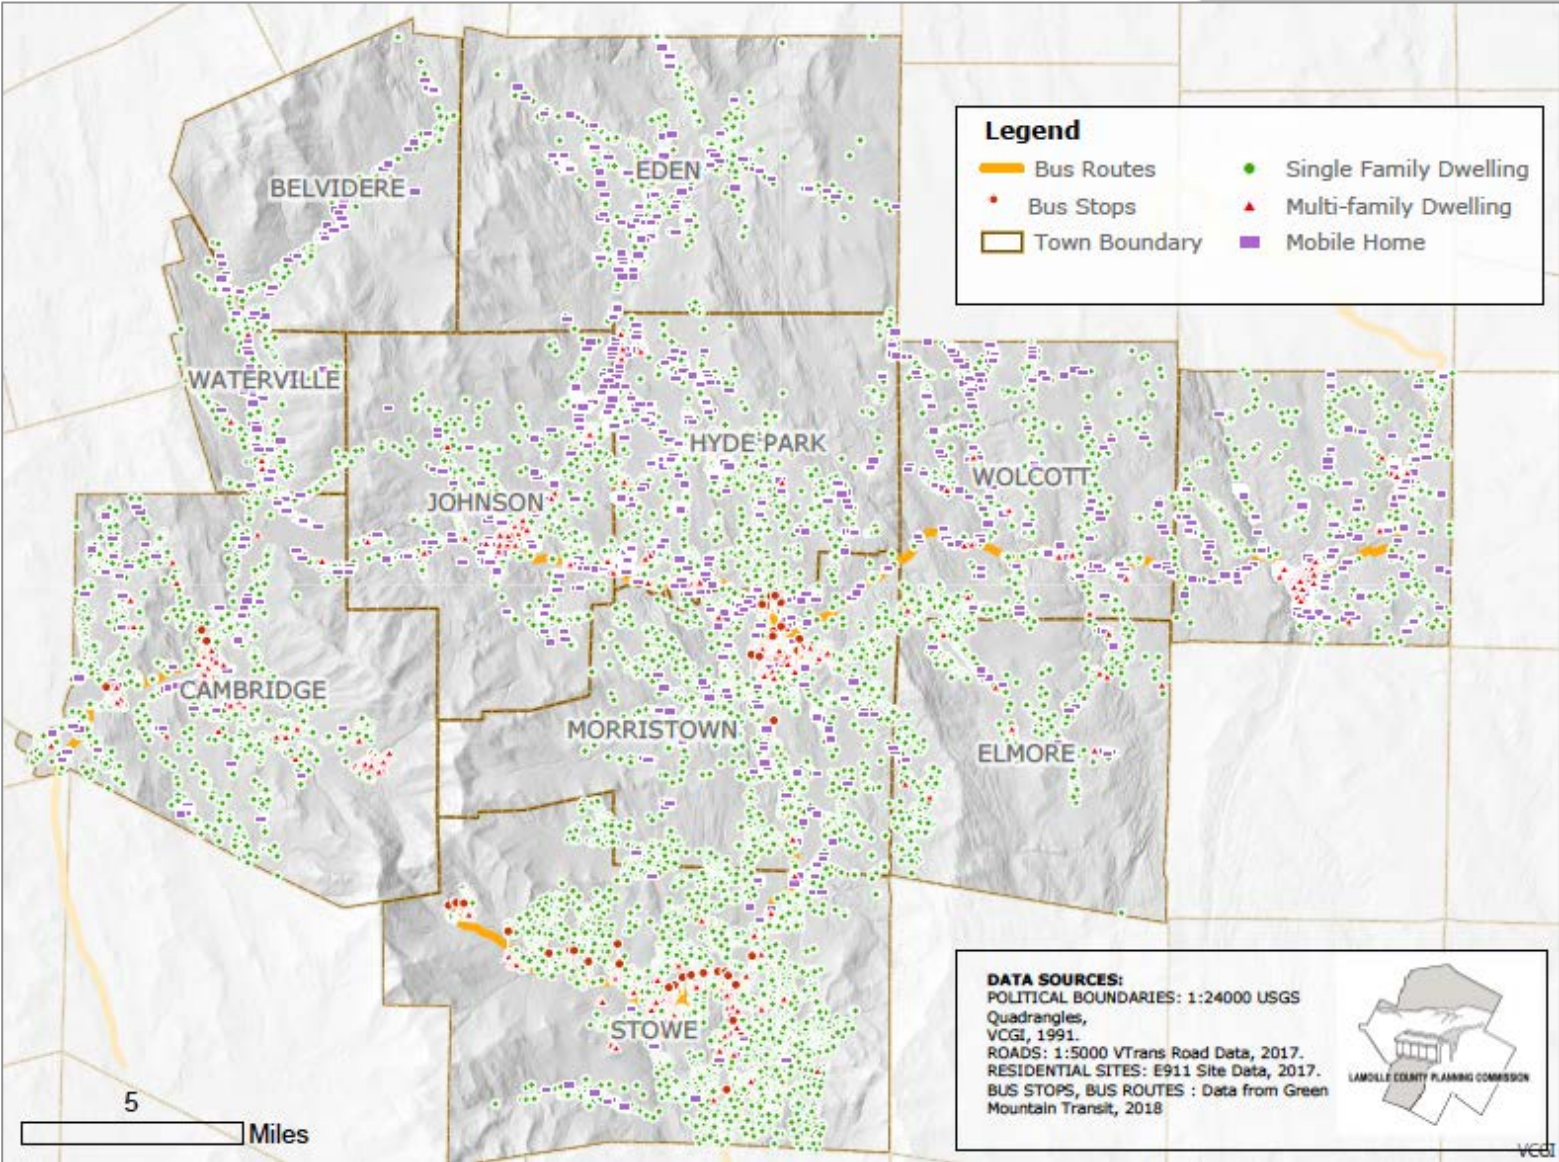 Legend
Bus Routes
Single Family Dwelling
Bus Stops
Multi-family Dwelling
Town Boundary
Mobile Home
EDEN
BELVIDERE
WATERVILLE
HYDE PARK
WOLCOTT
JOHNSON
CAMBRIDGE
MORRISTOWN
ELMORE
STOWE
DATA SOURCES:
POLITICAL BOUNDARIES: 1:24000 USGS
Quadrangles,
VCGI, 1991.
ROADS: 1:5000 VTrans Road Data, 2017.
RESIDENTIAL SITES: E911 Site Data, 2017.
BUS STOPS, BUS ROUTES : Data from Green
Mountain Transit, 2018
LAMOILLE COUNTY PLANNING COMMISSION
5
Miles
VCGI